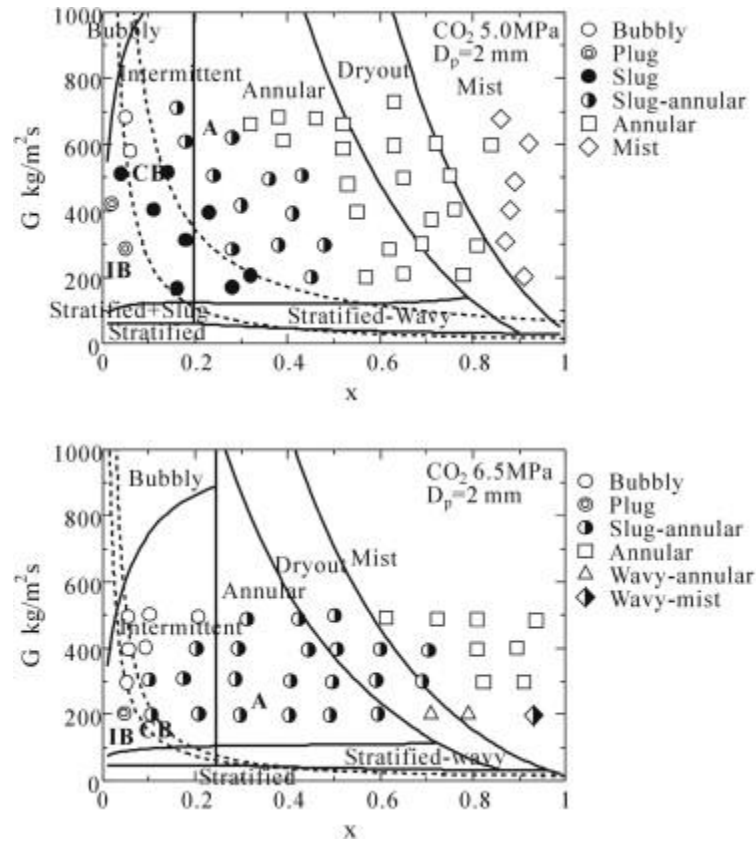 1000
800
600
400
200
0
G kg/m²s
Bubbly
Intermittent
A
Annular
Dryout
Mist
CO₂ 5.0MPa
Dₚ=2 mm
CB
IB
Stratified+Slug
Stratified
Stratified-Wavy
0 0.2 0.4 0.6 0.8 1
x
Bubbly
Plug
Slug
Slug-annular
Annular
Mist
1000
800
600
400
200
0
G kg/m²s
Bubbly
Intermittent
Annular
Dryout
Mist
CO₂ 6.5MPa
Dₚ=2 mm
A
IB
CB
Stratified
Stratified-wavy
0 0.2 0.4 0.6 0.8 1
x
Bubbly
Plug
Slug-annular
Annular
Wavy-annular
Wavy-mist